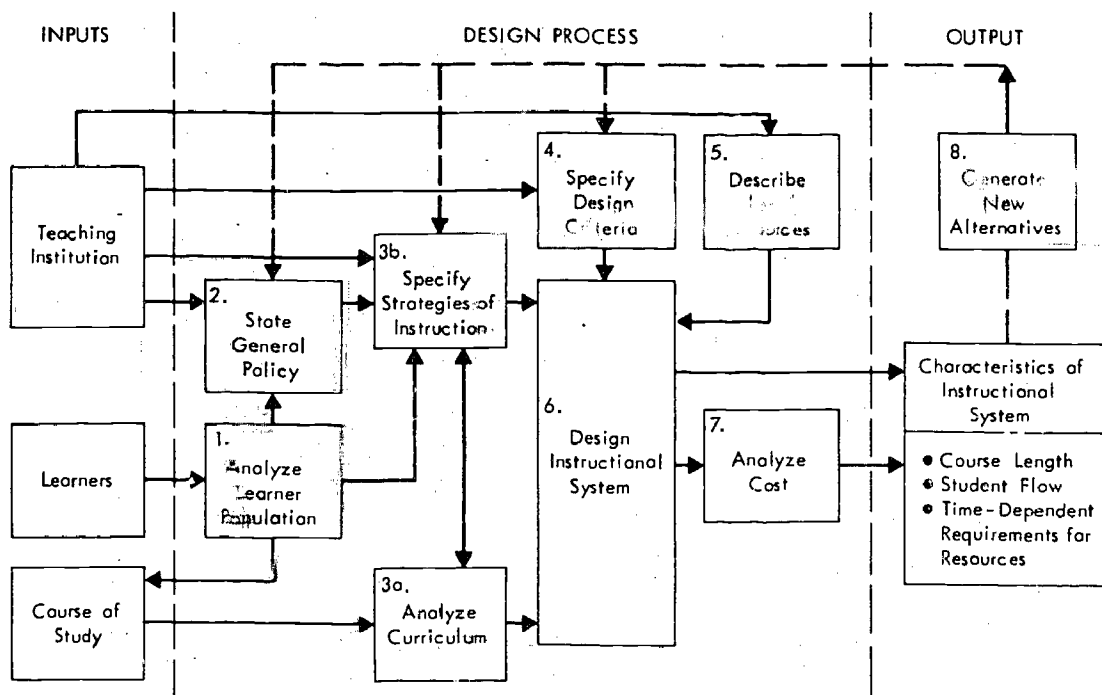 INPUTS
DESIGN PROCESS
OUTPUT
Teaching
Institution
Learners
Course of
Study
1.
Analyze
Learner
Population
2.
State
General
Policy
3b.
Specify
Strategies of
Instruction
3a.
Analyze
Curriculum
4.
Specify
Design
Criteria
5.
Describe
6.
Design
Instructional
System
7.
Analyze
Cost
8.
Generate
New
Alternatives
Characteristics of
Instructional
System
• Course Length
• Student Flow
• Time-Dependent
Requirements for
Resources